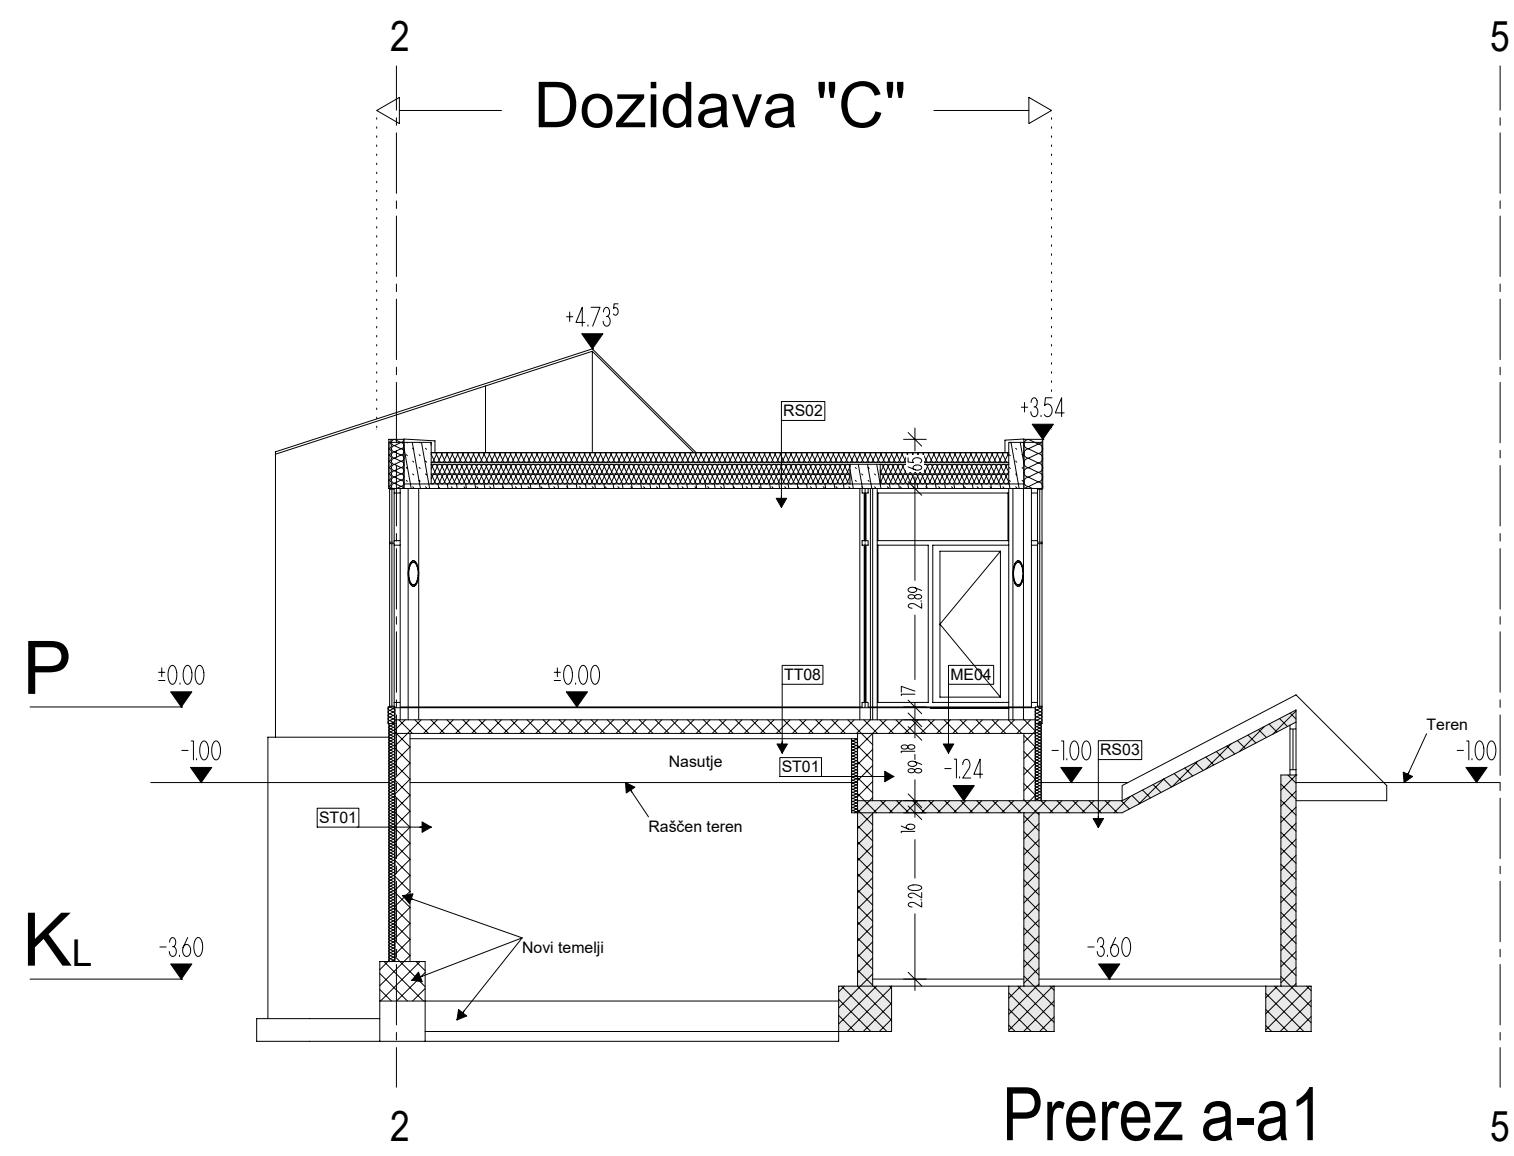 2
5
Dozidava "C"
+4.73⁵
RS02
+3.54
65
2.89
P
±0.00
±0.00
TT08
ME04
17
-1.00
Nasutje
18
ST01
89
-1.24
-1.00
RS03
Teren
-1.00
ST01
Raščen teren
16
2.20
KL
-3.60
Novi temelji
-3.60
Prerez a-a1
2
5